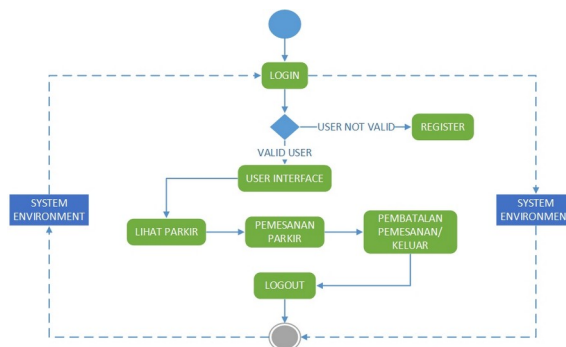 LOGIN
USER NOT VALID
REGISTER
VALID USER
USER INTERFACE
SYSTEM
ENVIRONMENT
SYSTEM
ENVIRONMENT
LIHAT PARKIR
PEMESANAN
PARKIR
PEMBATALAN
PEMESANAN/
KELUAR
LOGOUT